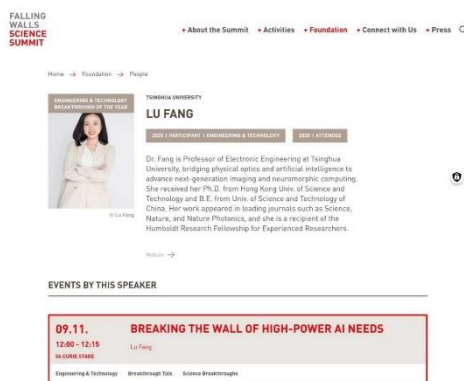 FALLING
WALLS
SCIENCE
SUMMIT
+ About the Summit + Activities + Foundation + Connect with Us + Press
Home → Foundation → People
ENGINEERING & TECHNOLOGY
BREAKTHROUGH OF THE YEAR
© Lu Fang
TSINGHUA UNIVERSITY
LU FANG
2025 | PARTICIPANT | ENGINEERING & TECHNOLOGY 2025 | ATTENDEE
Dr. Fang is Professor of Electronic Engineering at Tsinghua
University, bridging physical optics and artificial intelligence to
advance next-generation imaging and neuromorphic computing.
She received her Ph.D. from Hong Kong Univ. of Science and
Technology and B.E. from Univ. of Science and Technology of
China. Her work appeared in leading journals such as Science,
Nature, and Nature Photonics, and she is a recipient of the
Humboldt Research Fellowship for Experienced Researchers.
Website →
EVENTS BY THIS SPEAKER
09.11. BREAKING THE WALL OF HIGH-POWER AI NEEDS
12:00 - 12:15 Lu Fang
CURIE STAGE
Engineering & Technology Breakthrough Talk Science Breakthroughs